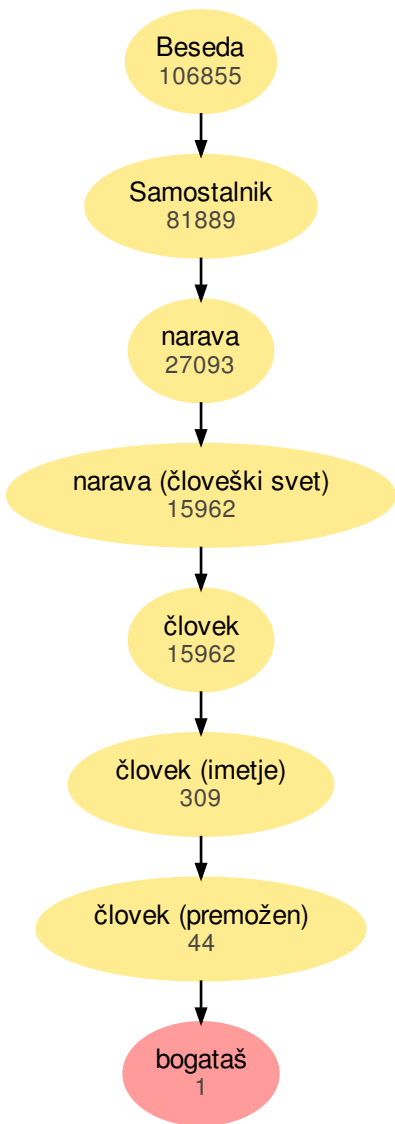 Beseda
106855
Samostalnik
81889
narava
27093
narava (človeški svet)
15962
človek
15962
človek (imetje)
309
človek (premožen)
44
bogataš
1